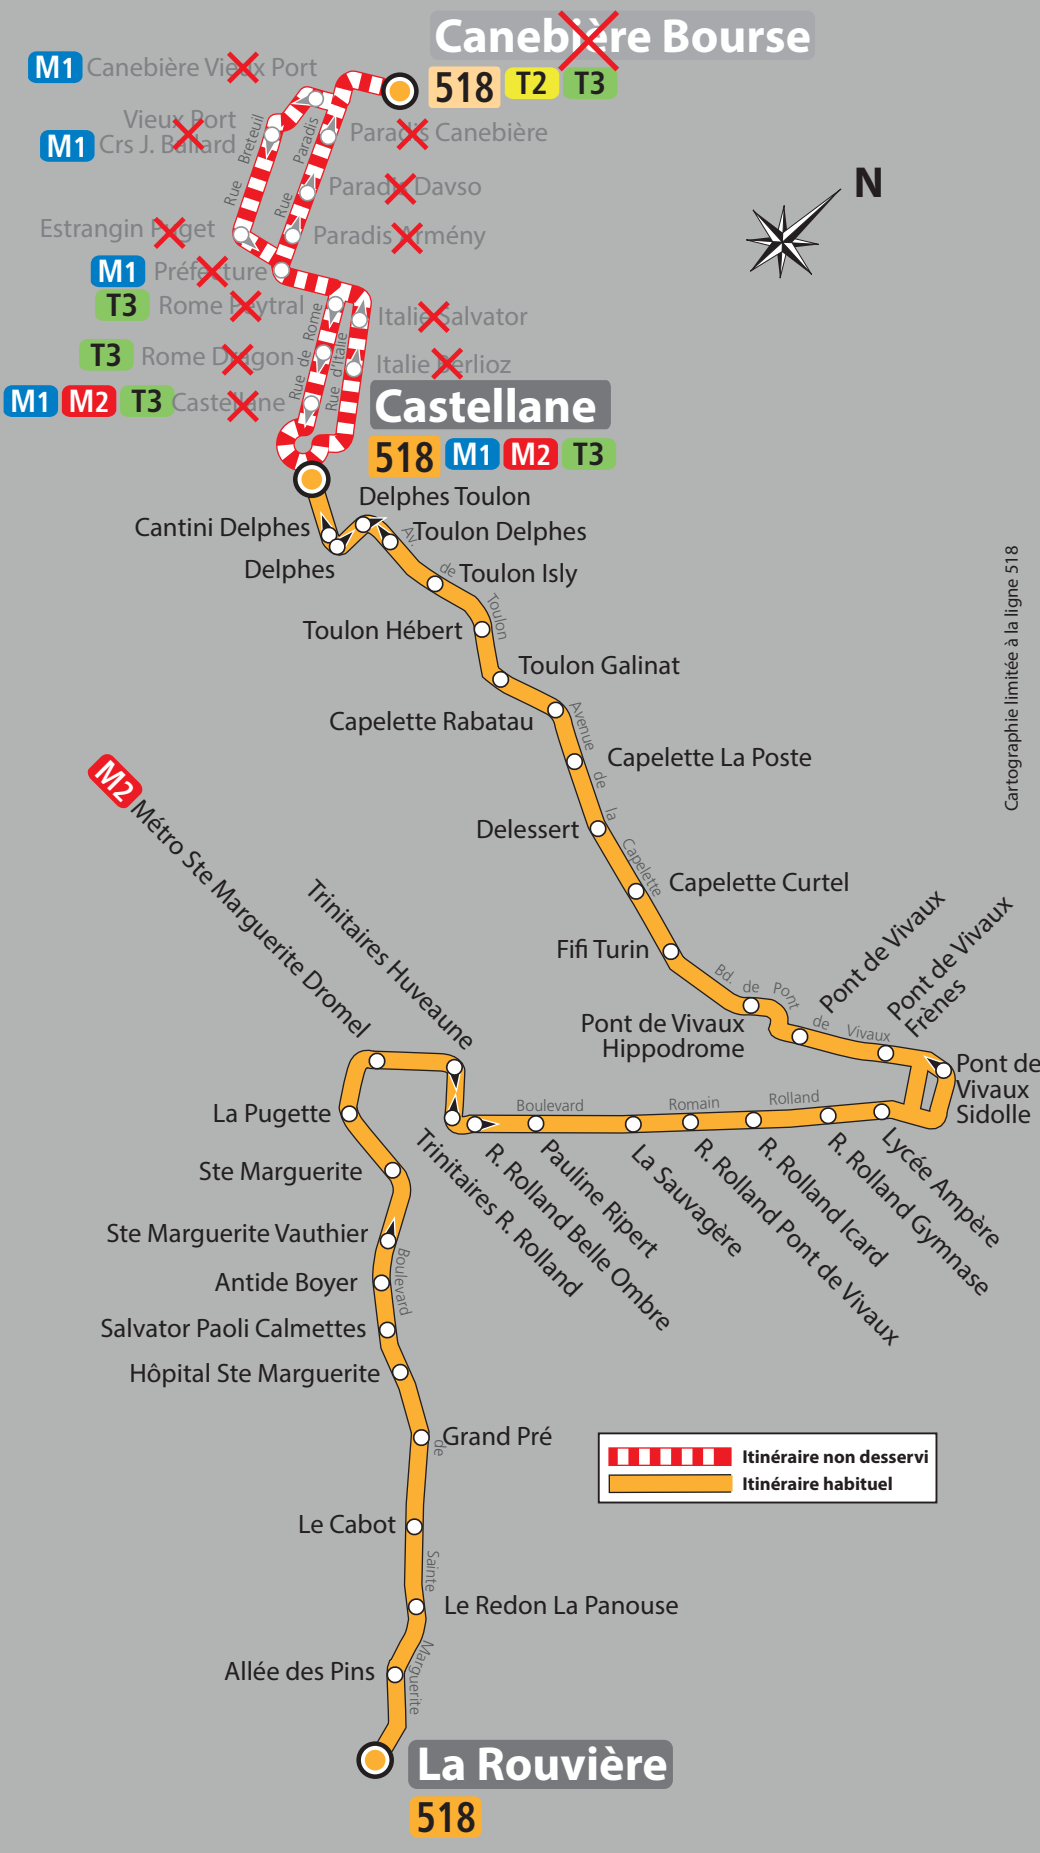 Canebière Bourse
518 T2 T3
M1 Canebière Vieux Port
Vieux Port
M1 Crs J. Ballard
Rue Breteuil
Rue Paradis
Paradis Canebière
Paradis Davso
N
Estrangin Puget
Paradis Armény
M1 Préfecture
T3 Rome Peytral
Italie Salvator
T3 Rome Dragon
Rue de Rome
Rue d'Italie
Italie Berlioz
M1 M2 T3 Castellane
Castellane
518 M1 M2 T3
Delphes Toulon
Cantini Delphes
Toulon Delphes
Delphes
Av. de Toulon
Toulon Isly
Toulon Hébert
Toulon Galinat
Capelette Rabatau
Avenue de la Capelette
Capelette La Poste
Cartographie limitée à la ligne 518
Delessert
Capelette Curtel
Fifi Turin
M2 Métro Ste Marguerite Dromel
Trinitaires Huveaune
Bd. de Pont de Vivaux
Pont de Vivaux
Hippodrome
Pont de Vivaux
Pont de Vivaux
Frènes
Pont de
Vivaux
Sidolle
Boulevard Romain Rolland
La Pugette
Trinitaires R. Rolland
R. Rolland Belle Ombre
Pauline Ripert
La Sauvagère
R. Rolland Pont de Vivaux
R. Rolland Icard
R. Rolland Gymnase
Lycée Ampère
Ste Marguerite
Ste Marguerite Vauthier
Antide Boyer
Boulevard de Sainte Marguerite
Salvator Paoli Calmettes
Hôpital Ste Marguerite
Grand Pré
Itinéraire non desservi
Itinéraire habituel
Le Cabot
Le Redon La Panouse
Allée des Pins
La Rouvière
518